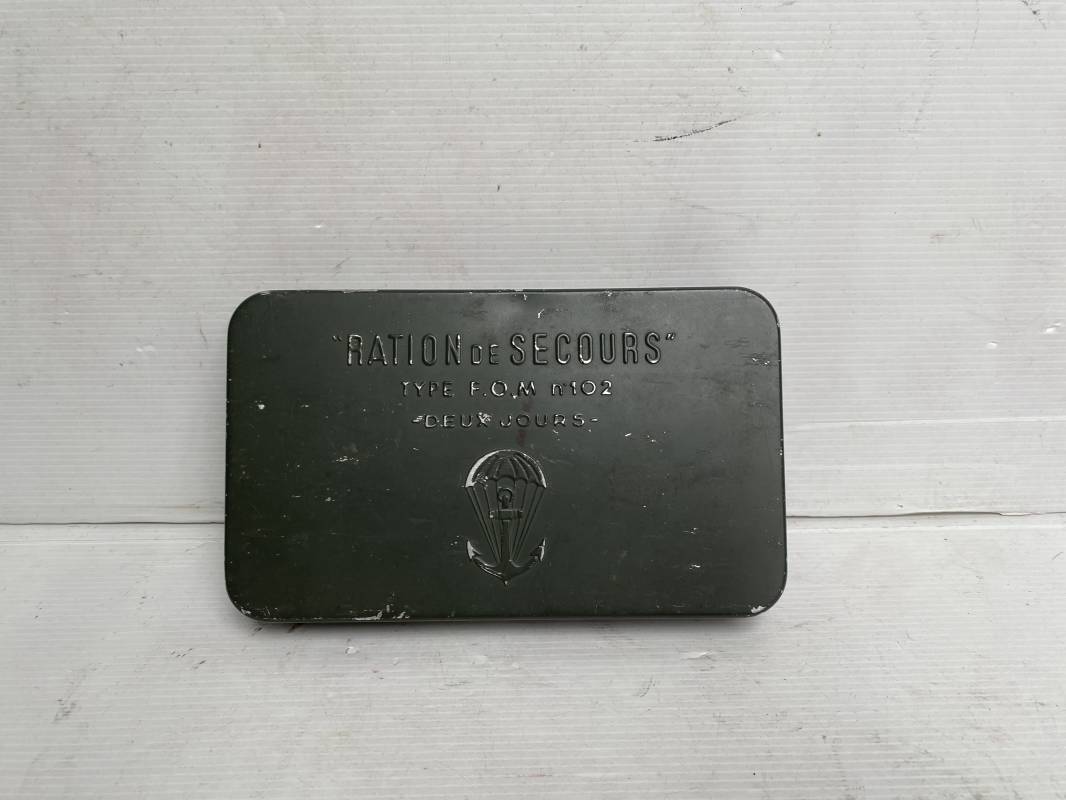 "RATION DE SECOURS"
TYPE F.O.M n°102
-DEUX JOURS-